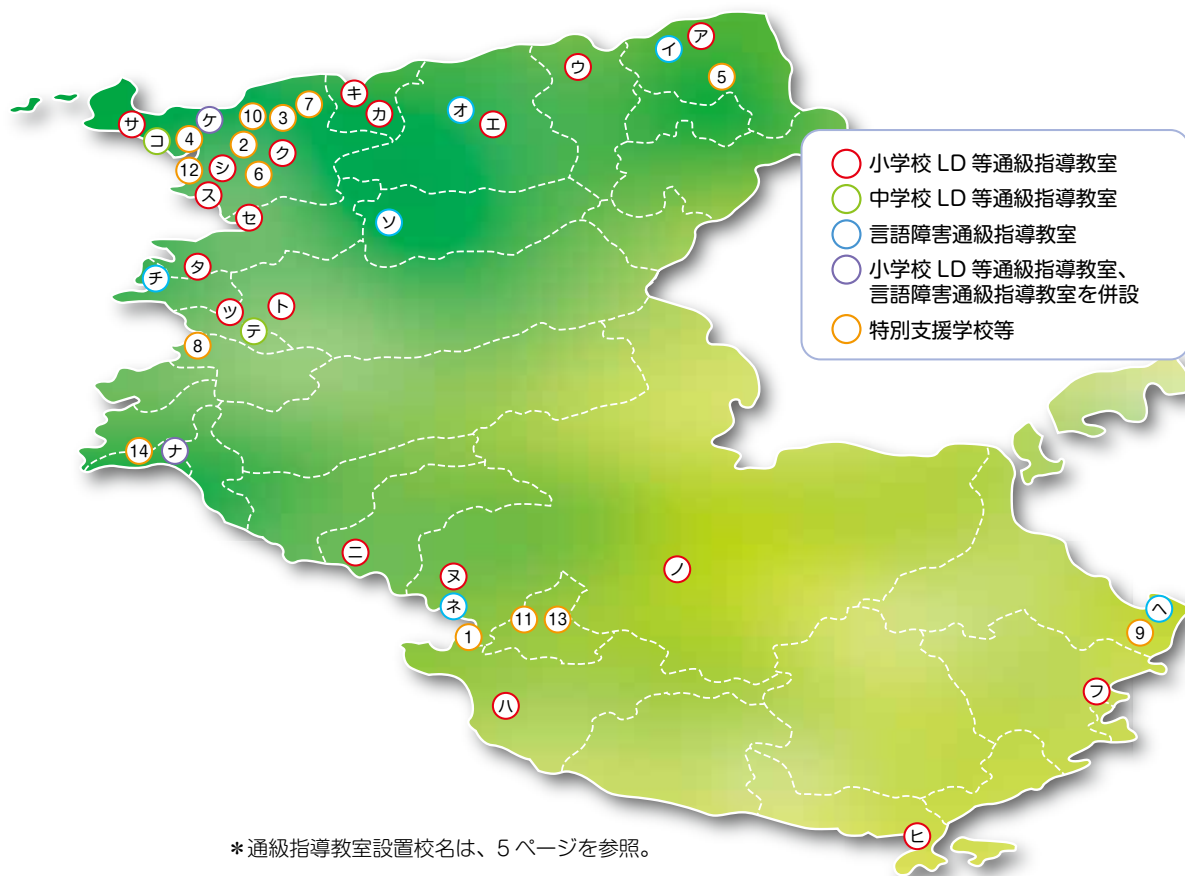 ア
イ
ウ
5
キ
カ
オ
エ
7
10
3
ケ
サ
コ
4
2
ク
12
シ
6
ス
セ
ソ
タ
チ
ツ
ト
テ
8
14
ナ
ニ
ヌ
ネ
1
11
13
ノ
ハ
ヘ
9
フ
ヒ
小学校 LD 等通級指導教室
中学校 LD 等通級指導教室
言語障害通級指導教室
小学校 LD 等通級指導教室、
言語障害通級指導教室を併設
特別支援学校等
＊通級指導教室設置校名は、5 ページを参照。